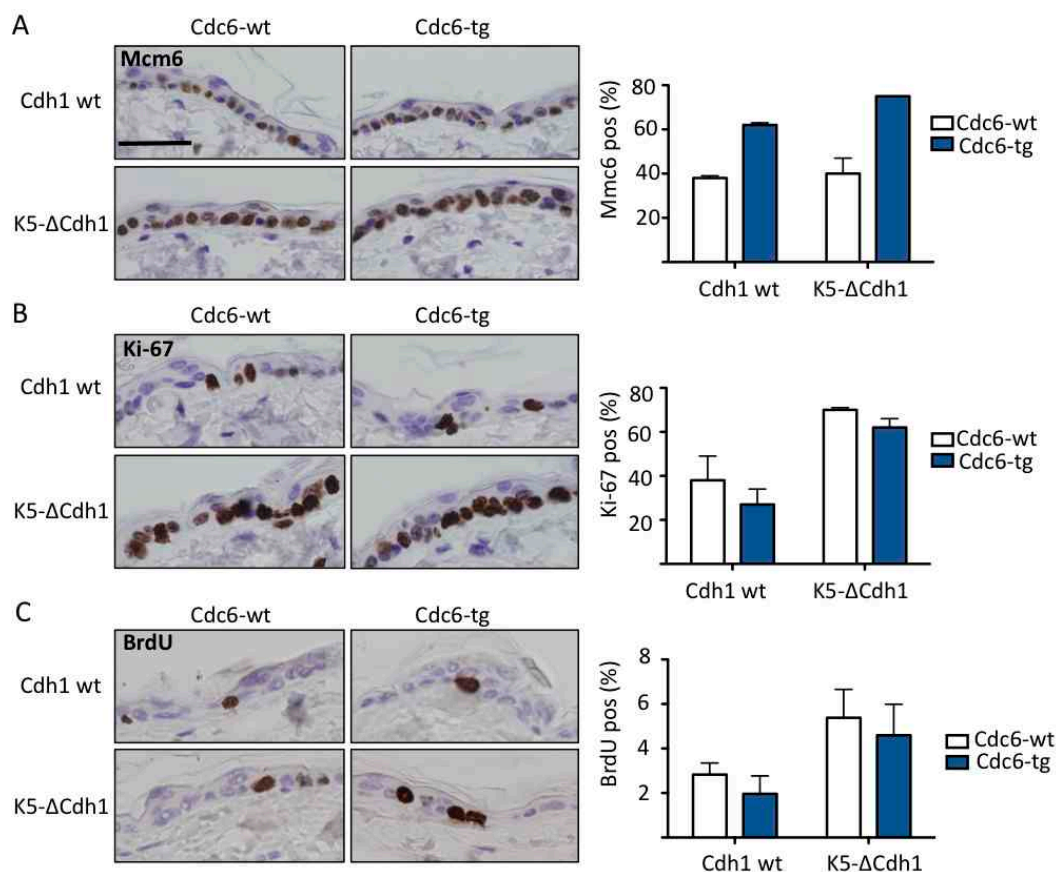 A
Cdc6-wt Cdc6-tg
Mcm6
Cdh1 wt
K5-ΔCdh1
Mmc6 pos (%)
80
60
40
20
Cdh1 wt K5-ΔCdh1
Cdc6-wt
Cdc6-tg
B
Cdc6-wt Cdc6-tg
Ki-67
Cdh1 wt
K5-ΔCdh1
Ki-67 pos (%)
80
60
40
20
Cdh1 wt K5-ΔCdh1
Cdc6-wt
Cdc6-tg
C
Cdc6-wt Cdc6-tg
BrdU
Cdh1 wt
K5-ΔCdh1
BrdU pos (%)
8
6
4
2
Cdh1 wt K5-ΔCdh1
Cdc6-wt
Cdc6-tg